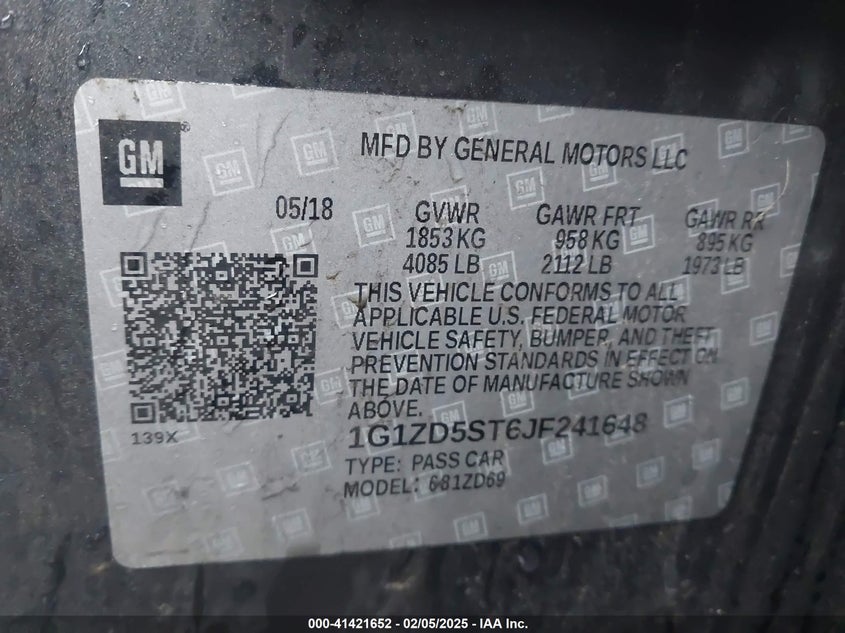 GM
MFD BY GENERAL MOTORS LLC
05/18
GVWR
1853 KG
4085 LB
GAWR FRT
958 KG
2112 LB
GAWR RR
895 KG
1973 LB
THIS VEHICLE CONFORMS TO ALL
APPLICABLE U.S. FEDERAL MOTOR
VEHICLE SAFETY, BUMPER, AND THEFT
PREVENTION STANDARDS IN EFFECT ON
THE DATE OF MANUFACTURE SHOWN
ABOVE.
139X
1G1ZD5ST6JF241648
TYPE: PASS CAR
MODEL: 681ZD69
000-41421652 - 02/05/2025 - IAA Inc.